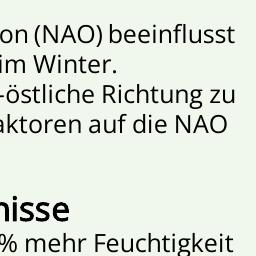 on (NAO) beeinflusst
im Winter.
-östliche Richtung zu
aktoren auf die NAO
nisse
% mehr Feuchtigkeit